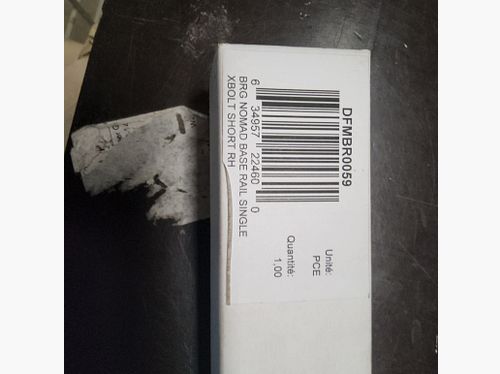 DFMBR0059
6 34957 22460 0
BRG NOMAD BASE RAIL SINGLE
XBOLT SHORT RH
Unité:
PCE
Quantité:
1,00